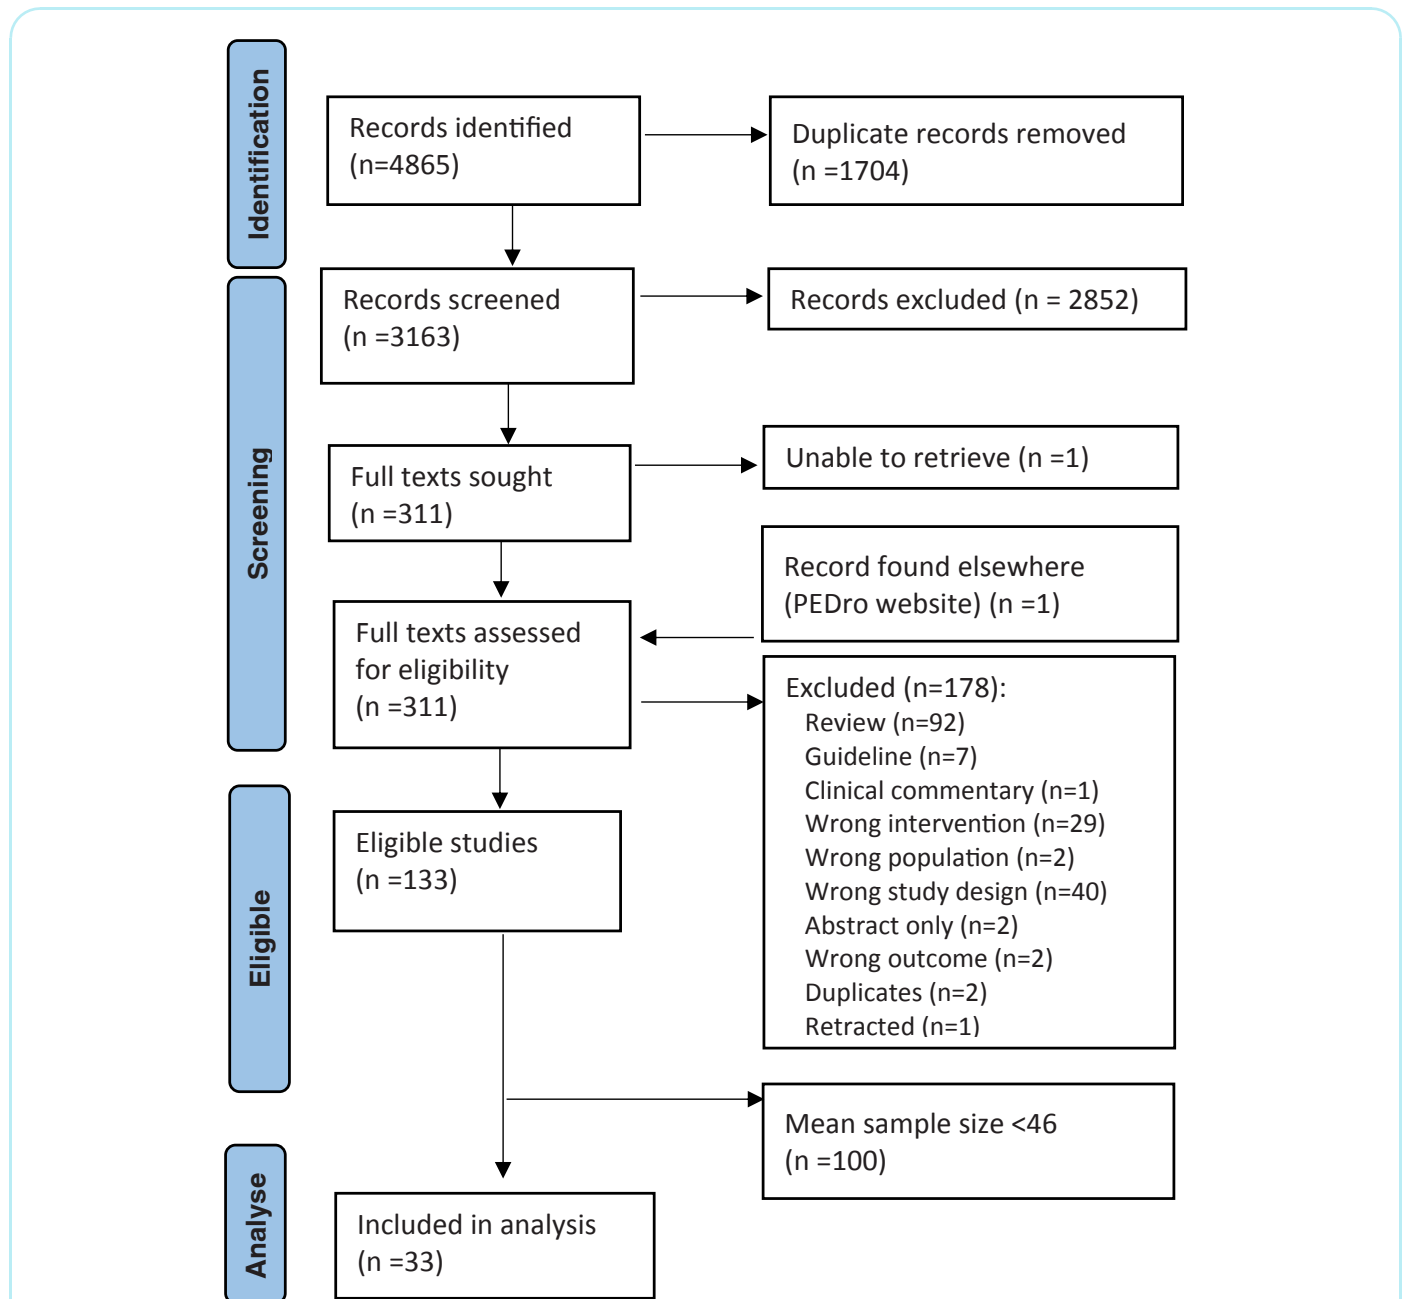 Identification
Records identified
(n=4865)
Duplicate records removed
(n =1704)
Screening
Records screened
(n =3163)
Records excluded (n = 2852)
Full texts sought
(n =311)
Unable to retrieve (n =1)
Record found elsewhere
(PEDro website) (n =1)
Full texts assessed
for eligibility
(n =311)
Excluded (n=178):
Review (n=92)
Guideline (n=7)
Clinical commentary (n=1)
Wrong intervention (n=29)
Wrong population (n=2)
Wrong study design (n=40)
Abstract only (n=2)
Wrong outcome (n=2)
Duplicates (n=2)
Retracted (n=1)
Eligible
Eligible studies
(n =133)
Mean sample size <46
(n =100)
Analyse
Included in analysis
(n =33)